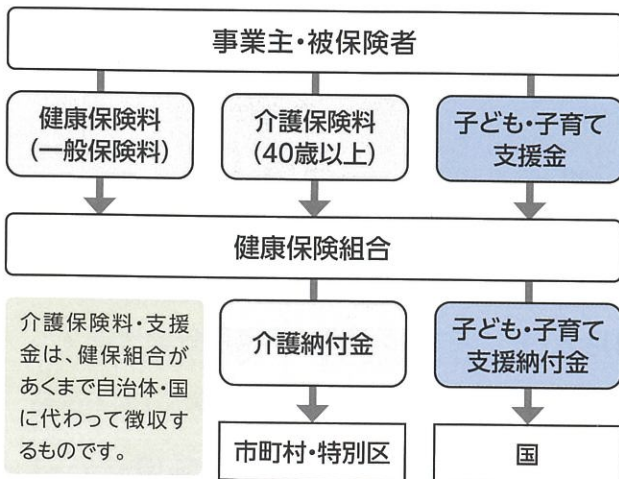 事業主・被保険者
健康保険料
(一般保険料)
介護保険料
(40歳以上)
子ども・子育て
支援金
健康保険組合
介護保険料・支援
金は、健保組合が
あくまで自治体・国
に代わって徴収す
るものです。
介護納付金
子ども・子育て
支援納付金
市町村・特別区
国